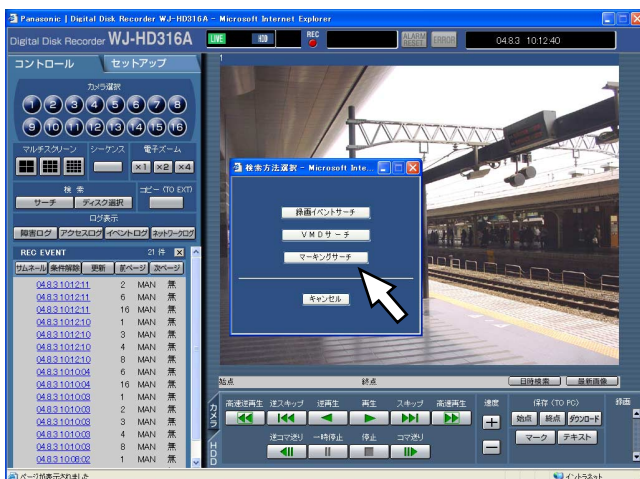 Panasonic | Digital Disk Recorder WJ-HD316A - Microsoft Internet Explorer
Digital Disk Recorder WJ-HD316A
LIVE HDD REC ALARM RESET ERROR 04.8.3 10:12:40
コントロール セットアップ
カメラ選択
1 2 3 4 5 6 7 8
9 10 11 12 13 14 15 16
マルチスクリーン シーケンス 電子ズーム
×1 ×2 ×4
検 索 コピー (TO EXT)
サーチ ディスク選択
ログ表示
障害ログ アクセスログ イベントログ ネットワークログ
REC EVENT 21 件
サムネール 条件解除 更新 前ページ 次ページ
04.8.3 10:12:11 2 MAN 無
04.8.3 10:12:11 6 MAN 無
04.8.3 10:12:11 16 MAN 無
04.8.3 10:12:10 1 MAN 無
04.8.3 10:12:10 3 MAN 無
04.8.3 10:12:10 4 MAN 無
04.8.3 10:12:10 8 MAN 無
04.8.3 10:10:04 6 MAN 無
04.8.3 10:10:04 16 MAN 無
04.8.3 10:10:03 1 MAN 無
04.8.3 10:10:03 2 MAN 無
04.8.3 10:10:03 3 MAN 無
04.8.3 10:10:03 4 MAN 無
04.8.3 10:10:03 8 MAN 無
04.8.3 10:08:02 1 MAN 無
1
検索方法選択 - Microsoft Inte...
録画イベントサーチ
VMDサーチ
マーキングサーチ
キャンセル
始点 終点 日時検索 最新画像
カメラ
HDD
高速逆再生 逆スキップ 逆再生 再生 スキップ 高速再生 速度 保存 (TO PC) 録画
始点 終点 ダウンロード
逆コマ送り 一時停止 停止 コマ送り
マーク テキスト
ページが表示されました
イントラネット